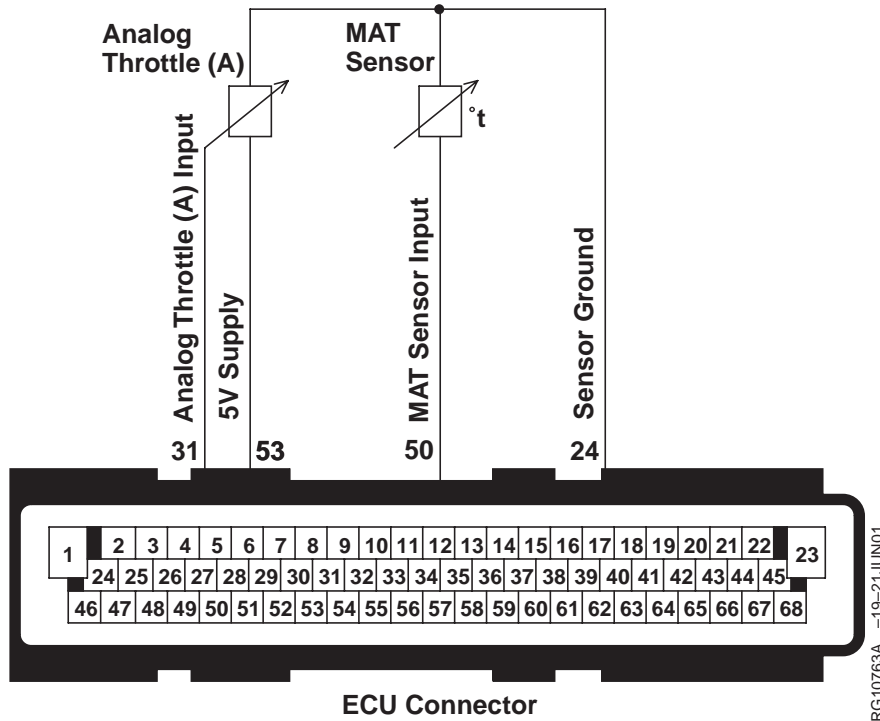 Analog
Throttle (A)
MAT
Sensor
°t
Analog Throttle (A) Input
5V Supply
MAT Sensor Input
Sensor Ground
31
53
50
24
1 2 3 4 5 6 7 8 9 10 11 12 13 14 15 16 17 18 19 20 21 22 23
24 25 26 27 28 29 30 31 32 33 34 35 36 37 38 39 40 41 42 43 44 45
46 47 48 49 50 51 52 53 54 55 56 57 58 59 60 61 62 63 64 65 66 67 68
ECU Connector
RG10763A –19–21JUN01